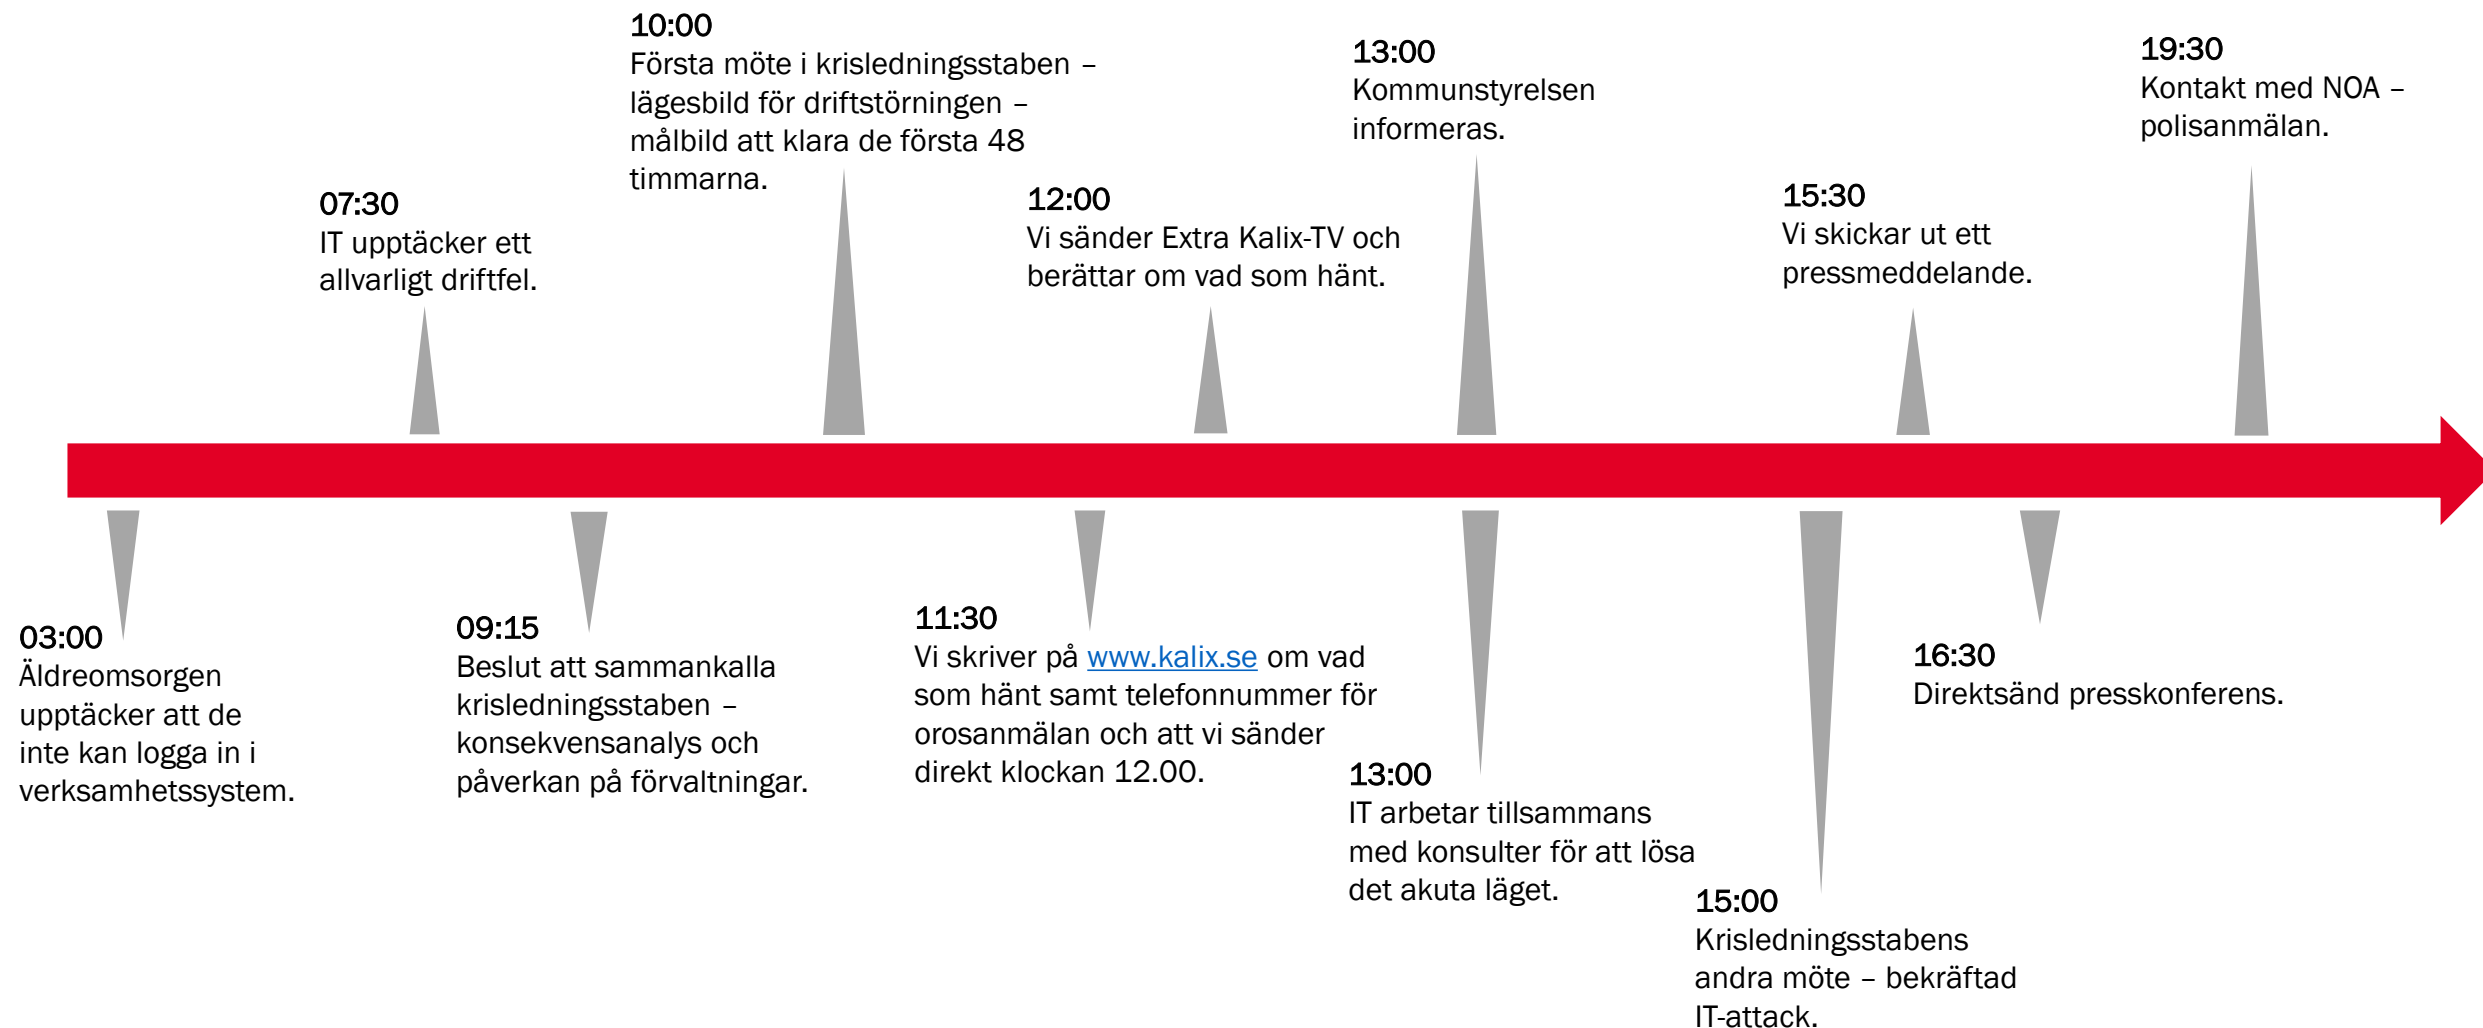 10:00
Första möte i krisledningsstaben –
lägesbild för driftstörningen –
målbild att klara de första 48
timmarna.
13:00
Kommunstyrelsen
informeras.
19:30
Kontakt med NOA –
polisanmälan.
07:30
IT upptäcker ett
allvarligt driftfel.
12:00
Vi sänder Extra Kalix-TV och
berättar om vad som hänt.
15:30
Vi skickar ut ett
pressmeddelande.
03:00
Äldreomsorgen
upptäcker att de
inte kan logga in i
verksamhetssystem.
09:15
Beslut att sammankalla
krisledningsstaben –
konsekvensanalys och
påverkan på förvaltningar.
11:30
Vi skriver på www.kalix.se om vad
som hänt samt telefonnummer för
orosanmälan och att vi sänder
direkt klockan 12.00.
13:00
IT arbetar tillsammans
med konsulter för att lösa
det akuta läget.
15:00
Krisledningsstabens
andra möte – bekräftad
IT-attack.
16:30
Direktsänd presskonferens.